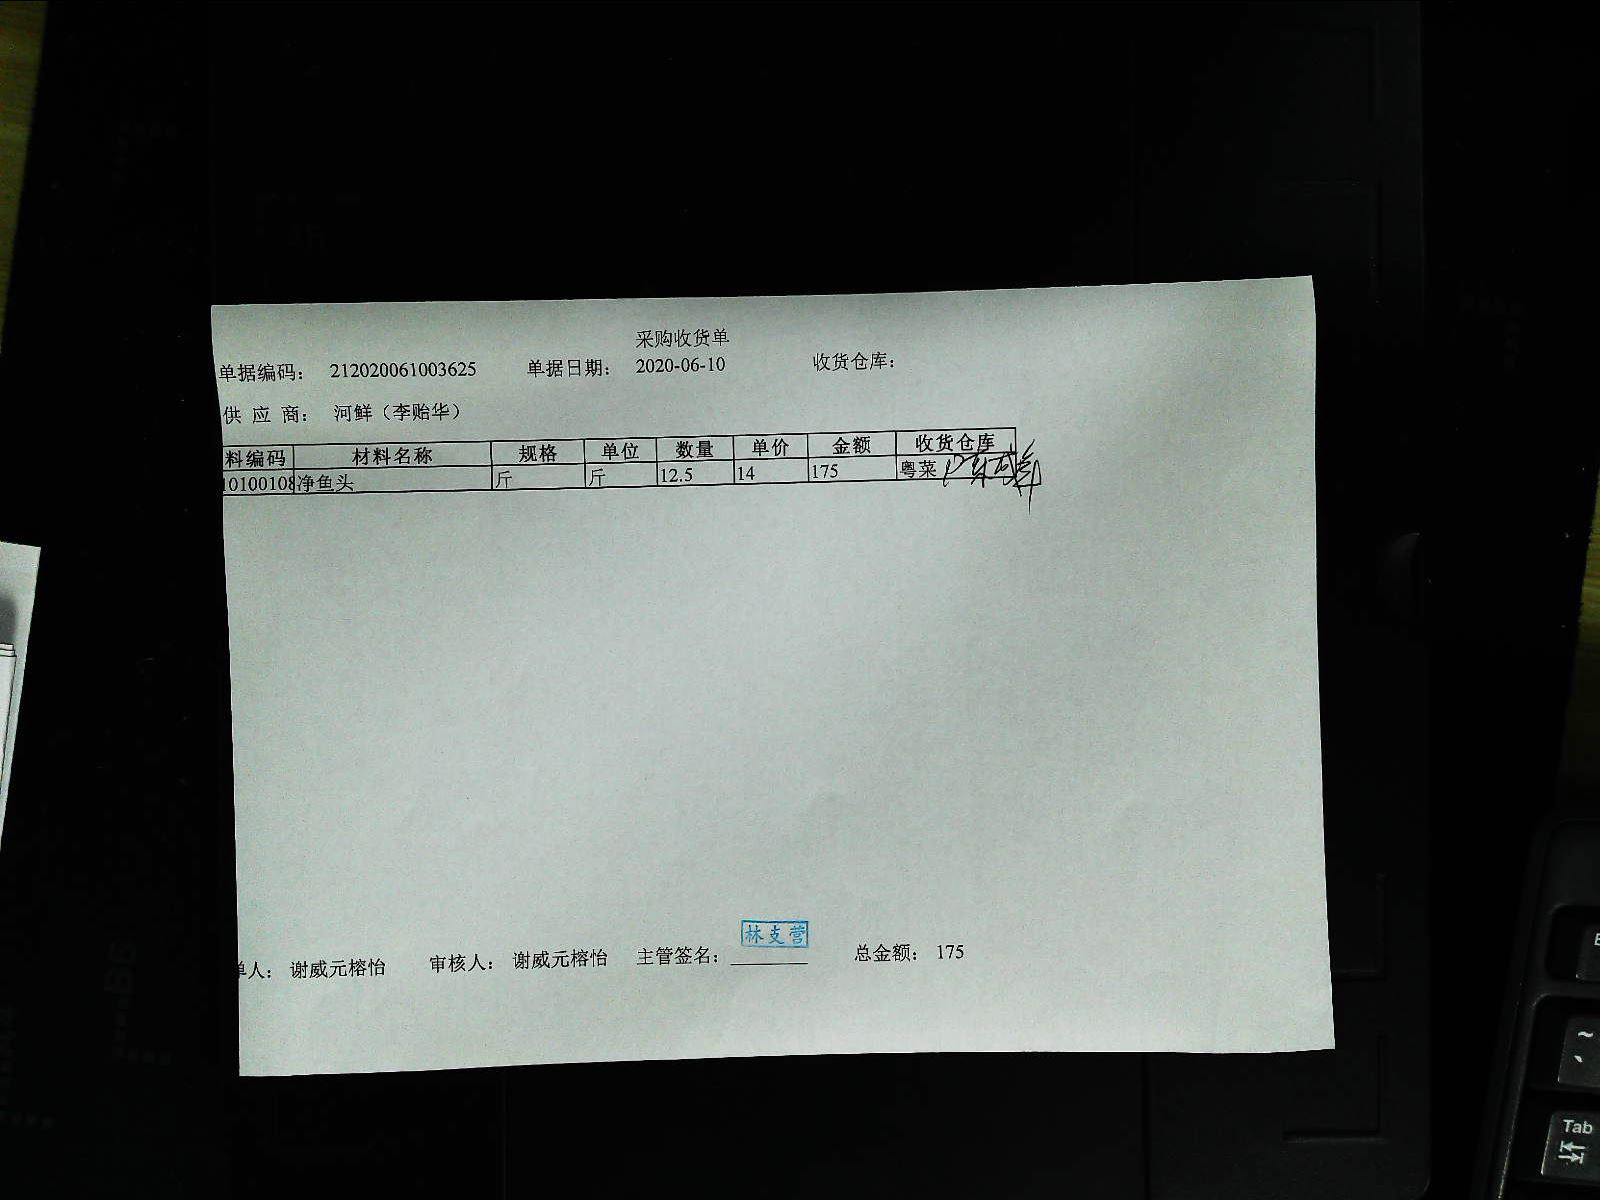 采购收货单
单据编码： 212020061003625 单据日期： 2020-06-10 收货仓库：
供 应 商： 河鲜（李贻华）
料编码 材料名称 规格 单位 数量 单价 金额 收货仓库
10100108 净鱼头 斤 斤 12.5 14 175 粤菜
林支营
单人： 谢威元榕怡 审核人： 谢威元榕怡 主管签名： 总金额： 175
Tab